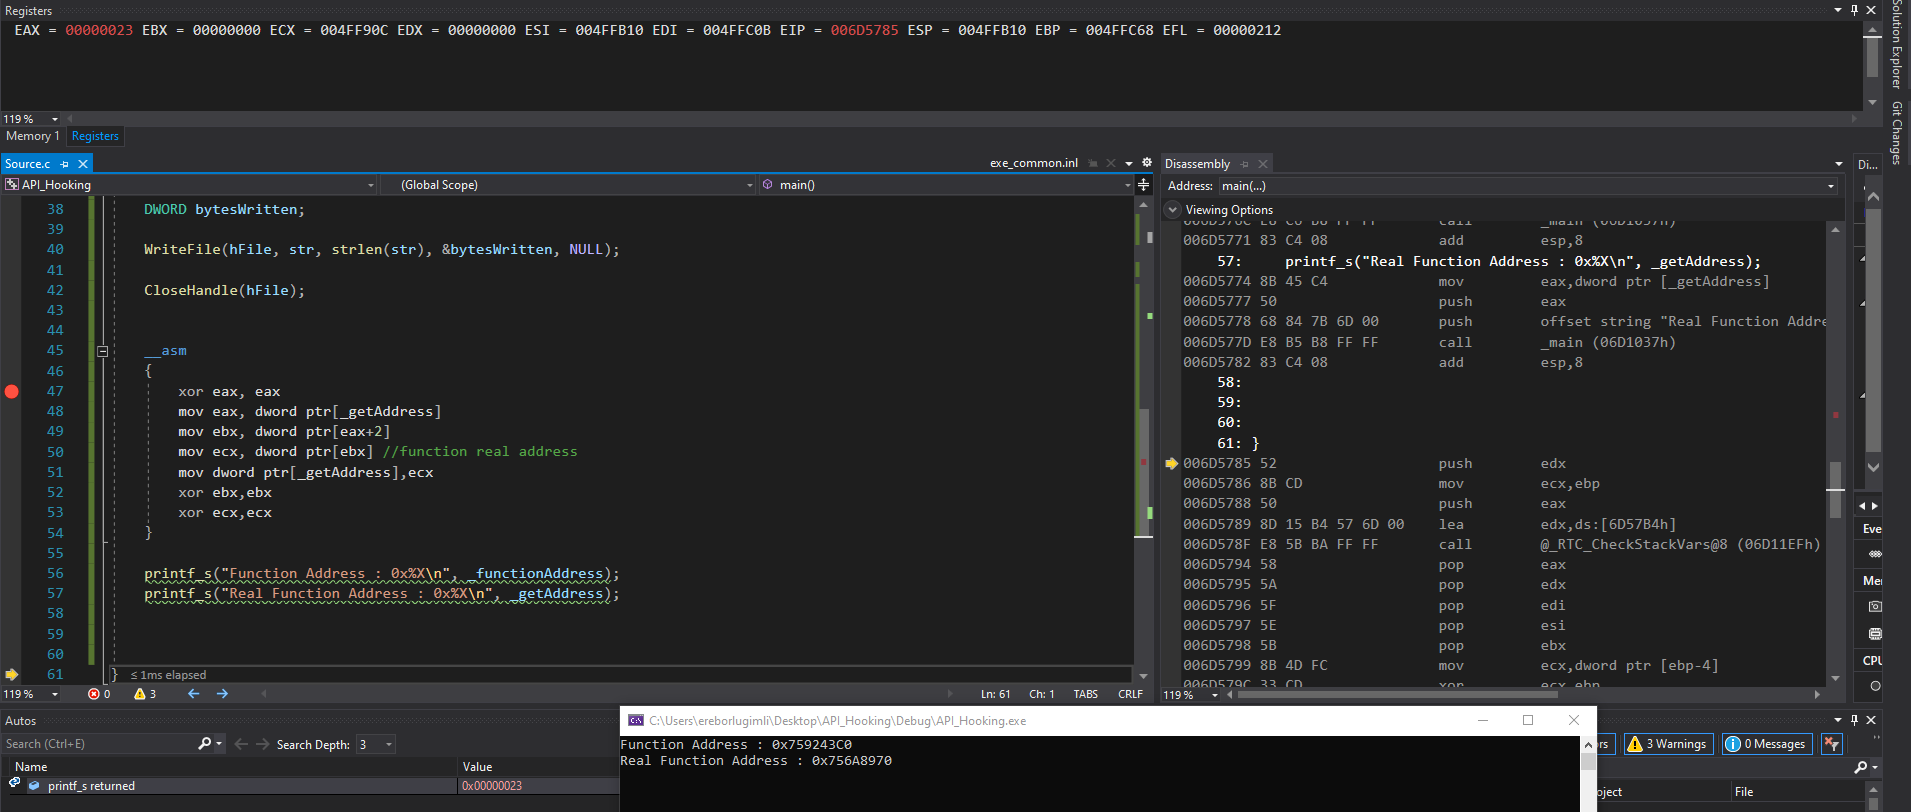 Registers
EAX = 00000023 EBX = 00000000 ECX = 004FF90C EDX = 00000000 ESI = 004FFB10 EDI = 004FFC0B EIP = 006D5785 ESP = 004FFB10 EBP = 004FFC68 EFL = 00000212
119 %
Memory 1 Registers
Source.c
exe_common.inl
API_Hooking (Global Scope) main()
38 DWORD bytesWritten;
39
40 WriteFile(hFile, str, strlen(str), &bytesWritten, NULL);
41
42 CloseHandle(hFile);
43
44
45 __asm
46 {
47 xor eax, eax
48 mov eax, dword ptr[_getAddress]
49 mov ebx, dword ptr[eax+2]
50 mov ecx, dword ptr[ebx] //function real address
51 mov dword ptr[_getAddress],ecx
52 xor ebx,ebx
53 xor ecx,ecx
54 }
55
56 printf_s("Function Address : 0x%X\n", _functionAddress);
57 printf_s("Real Function Address : 0x%X\n", _getAddress);
58
59
60
61 } ≤ 1ms elapsed
119 % 0 3 Ln: 61 Ch: 1 TABS CRLF
Disassembly
Address: main(...)
Viewing Options
call _main (06D1037h)
006D5771 83 C4 08 add esp,8
57: printf_s("Real Function Address : 0x%X\n", _getAddress);
006D5774 8B 45 C4 mov eax,dword ptr [_getAddress]
006D5777 50 push eax
006D5778 68 84 7B 6D 00 push offset string "Real Function Addre
006D577D E8 B5 B8 FF FF call _main (06D1037h)
006D5782 83 C4 08 add esp,8
58:
59:
60:
61: }
006D5785 52 push edx
006D5786 8B CD mov ecx,ebp
006D5788 50 push eax
006D5789 8D 15 B4 57 6D 00 lea edx,ds:[6D57B4h]
006D578F E8 5B BA FF FF call @_RTC_CheckStackVars@8 (06D11EFh)
006D5794 58 pop eax
006D5795 5A pop edx
006D5796 5F pop edi
006D5797 5E pop esi
006D5798 5B pop ebx
006D5799 8B 4D FC mov ecx,dword ptr [ebp-4]
006D579C 33 CD xor ecx,ebp
119 %
Di...
Eve
Me
CPU
Solution Explorer
Git Changes
Autos
Search (Ctrl+E) Search Depth: 3
Name Value
printf_s returned 0x00000023
C:\Users\ereborlugimli\Desktop\API_Hooking\Debug\API_Hooking.exe
Function Address : 0x759243C0
Real Function Address : 0x756A8970
rs 3 Warnings 0 Messages
oject File